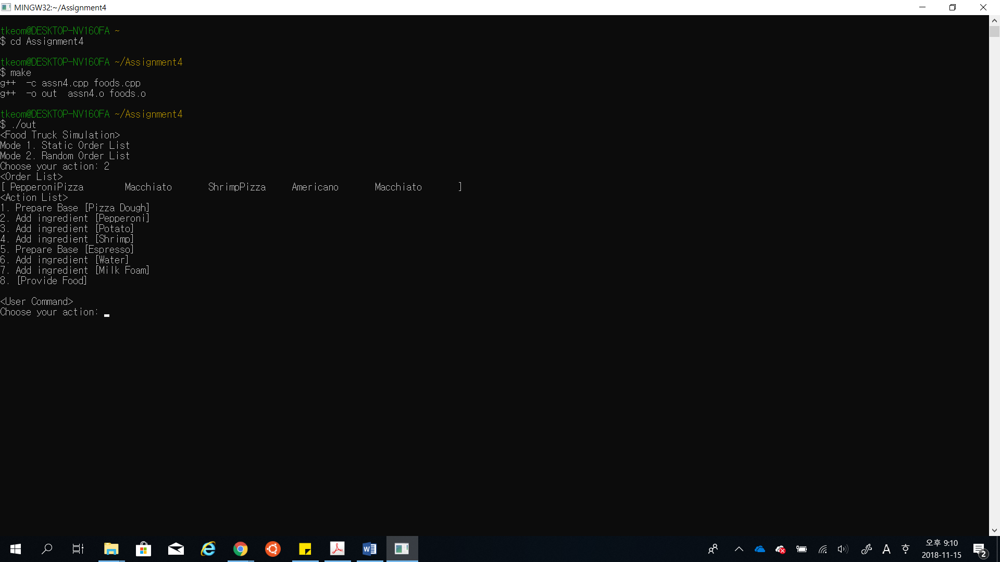 MINGW32:~/Assignment4
tkeom@DESKTOP-NV160FA ~
$ cd Assignment4
tkeom@DESKTOP-NV160FA ~/Assignment4
$ make
g++  -c assn4.cpp foods.cpp
g++  -o out  assn4.o foods.o
tkeom@DESKTOP-NV160FA ~/Assignment4
$ ./out
<Food Truck Simulation>
Mode 1. Static Order List
Mode 2. Random Order List
Choose your action: 2
<Order List>
[ PepperoniPizza        Macchiato       ShrimpPizza     Americano       Macchiato       ]
<Action List>
1. Prepare Base [Pizza Dough]
2. Add ingredient [Pepperoni]
3. Add ingredient [Potato]
4. Add ingredient [Shrimp]
5. Prepare Base [Espresso]
6. Add ingredient [Water]
7. Add ingredient [Milk Foam]
8. [Provide Food]
<User Command>
Choose your action:
A
오후 9:10
2018-11-15
2